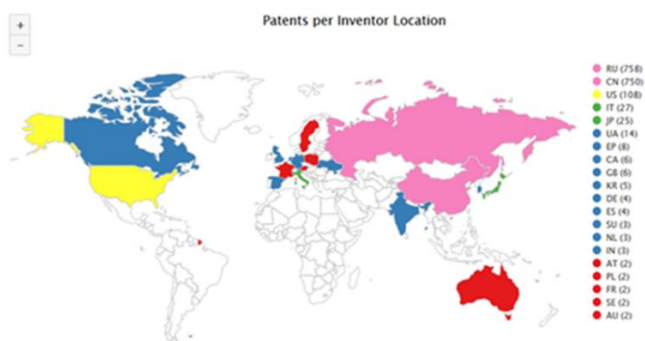 +
−
Patents per Inventor Location
RU (758)
CN (750)
US (108)
IT (27)
JP (25)
UA (14)
EP (8)
CA (6)
GB (6)
KR (5)
DE (4)
ES (4)
SU (3)
NL (3)
IN (3)
AT (2)
PL (2)
FR (2)
SE (2)
AU (2)